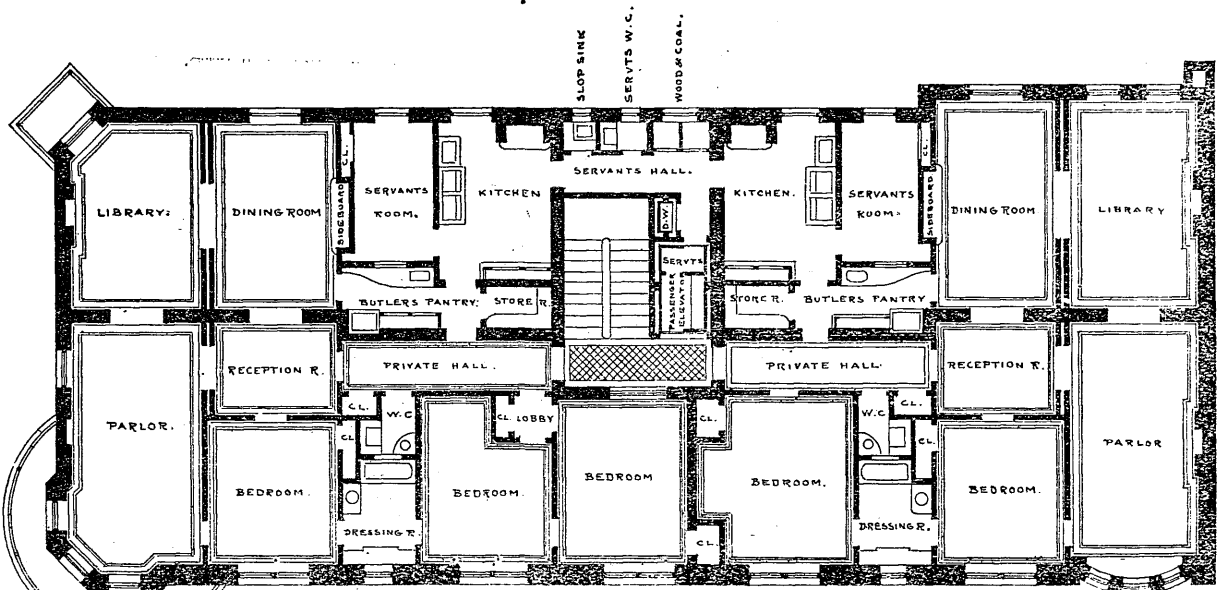 SLOP SINK
SERVTS W.C.
WOOD & COAL.
LIBRARY:
DINING ROOM
SIDEBOARD
CL.
SERVANTS
ROOM.
KITCHEN
SERVANTS HALL.
D.W.
SERVTS
PASSENGER
ELEVATOR
KITCHEN.
SERVANTS
ROOM.
CL.
SIDEBOARD
DINING ROOM
LIBRARY
BUTLERS PANTRY.
STORE R.
STORE R.
BUTLERS PANTRY
PARLOR.
RECEPTION R.
PRIVATE HALL.
PRIVATE HALL.
RECEPTION R.
PARLOR
CL.
W.C
CL.
CL.
LOBBY
CL.
W.C
CL.
CL.
BEDROOM.
DRESSING R.
BEDROOM.
BEDROOM
BEDROOM.
CL.
DRESSING R.
BEDROOM.